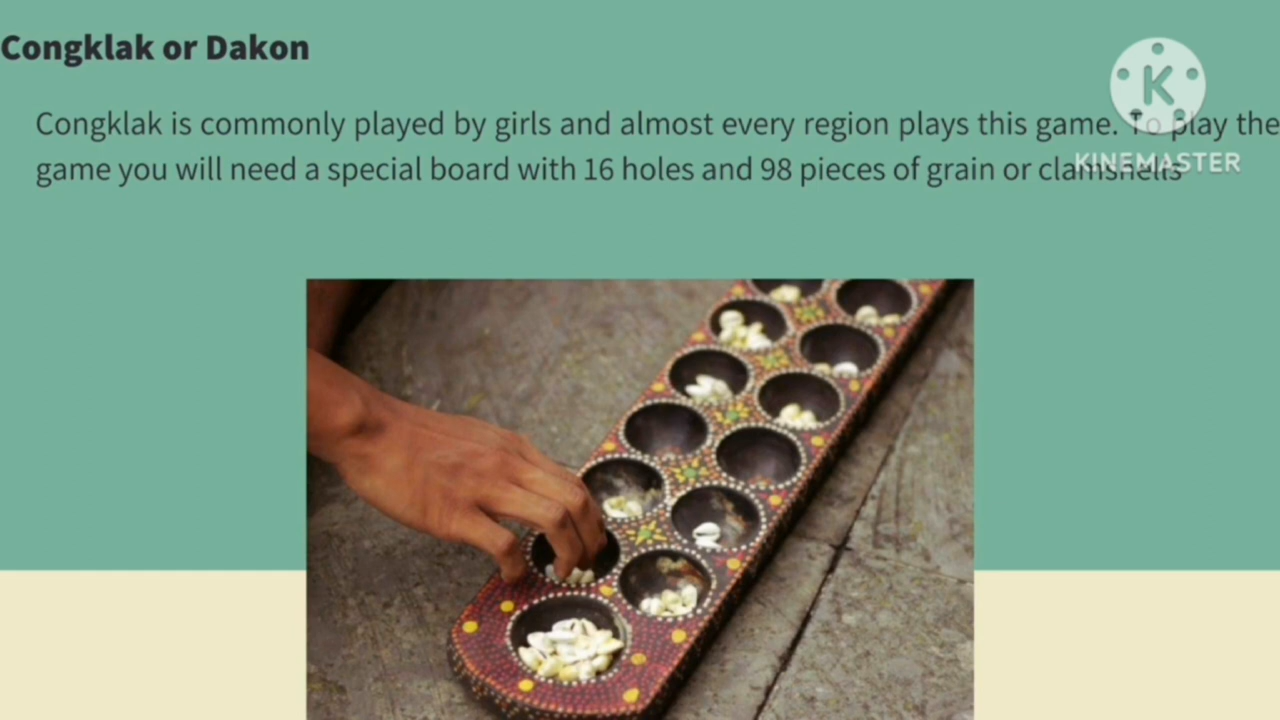 Congklak or Dakon
K
Congklak is commonly played by girls and almost every region plays this game. To play the
game you will need a special board with 16 holes and 98 pieces of grain or clamshells
KINEMASTER